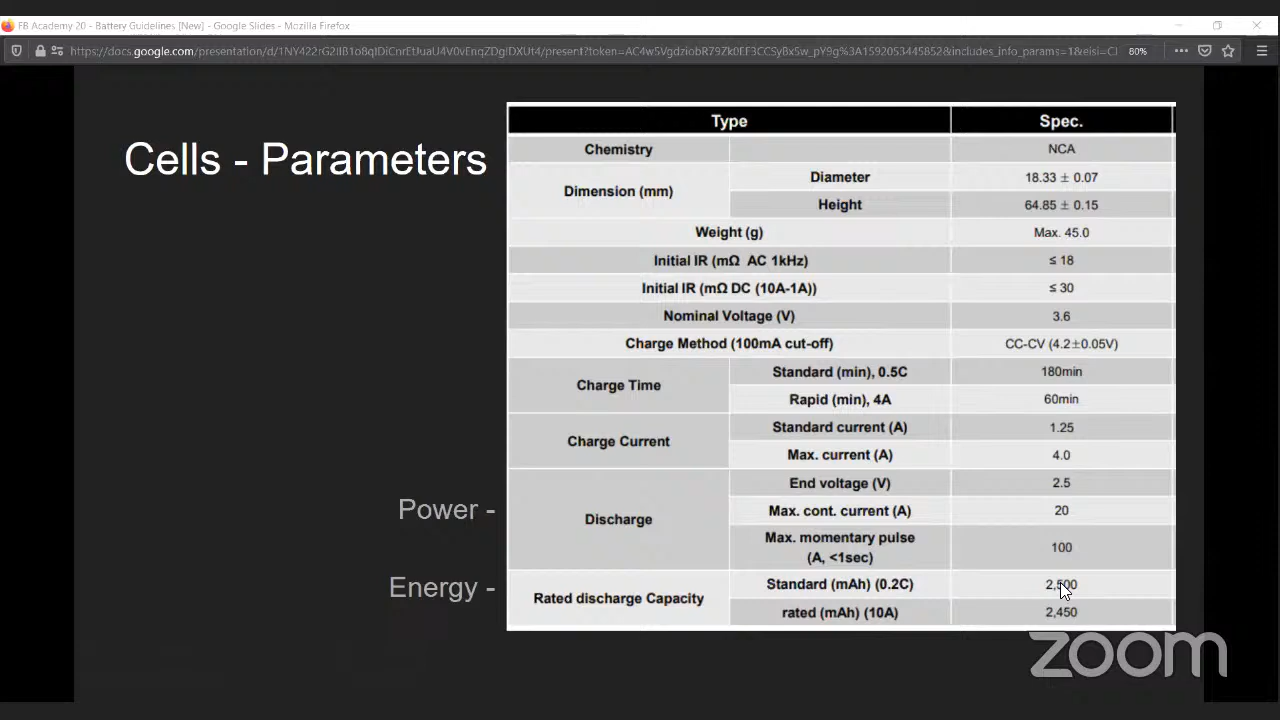 FB Academy 20 - Battery Guidelines [New] - Google Slides - Mozilla Firefox
80%
Cells - Parameters
Type Spec.
Chemistry NCA
Dimension (mm) Diameter 18.33 ± 0.07
Height 64.85 ± 0.15
Weight (g) Max. 45.0
Initial IR (mΩ AC 1kHz) ≤ 18
Initial IR (mΩ DC (10A-1A)) ≤ 30
Nominal Voltage (V) 3.6
Charge Method (100mA cut-off) CC-CV (4.2±0.05V)
Charge Time Standard (min), 0.5C 180min
Rapid (min), 4A 60min
Charge Current Standard current (A) 1.25
Max. current (A) 4.0
Discharge End voltage (V) 2.5
Power - Max. cont. current (A) 20
Max. momentary pulse
(A, <1sec) 100
Energy - Rated discharge Capacity Standard (mAh) (0.2C) 2,500
rated (mAh) (10A) 2,450
zoom